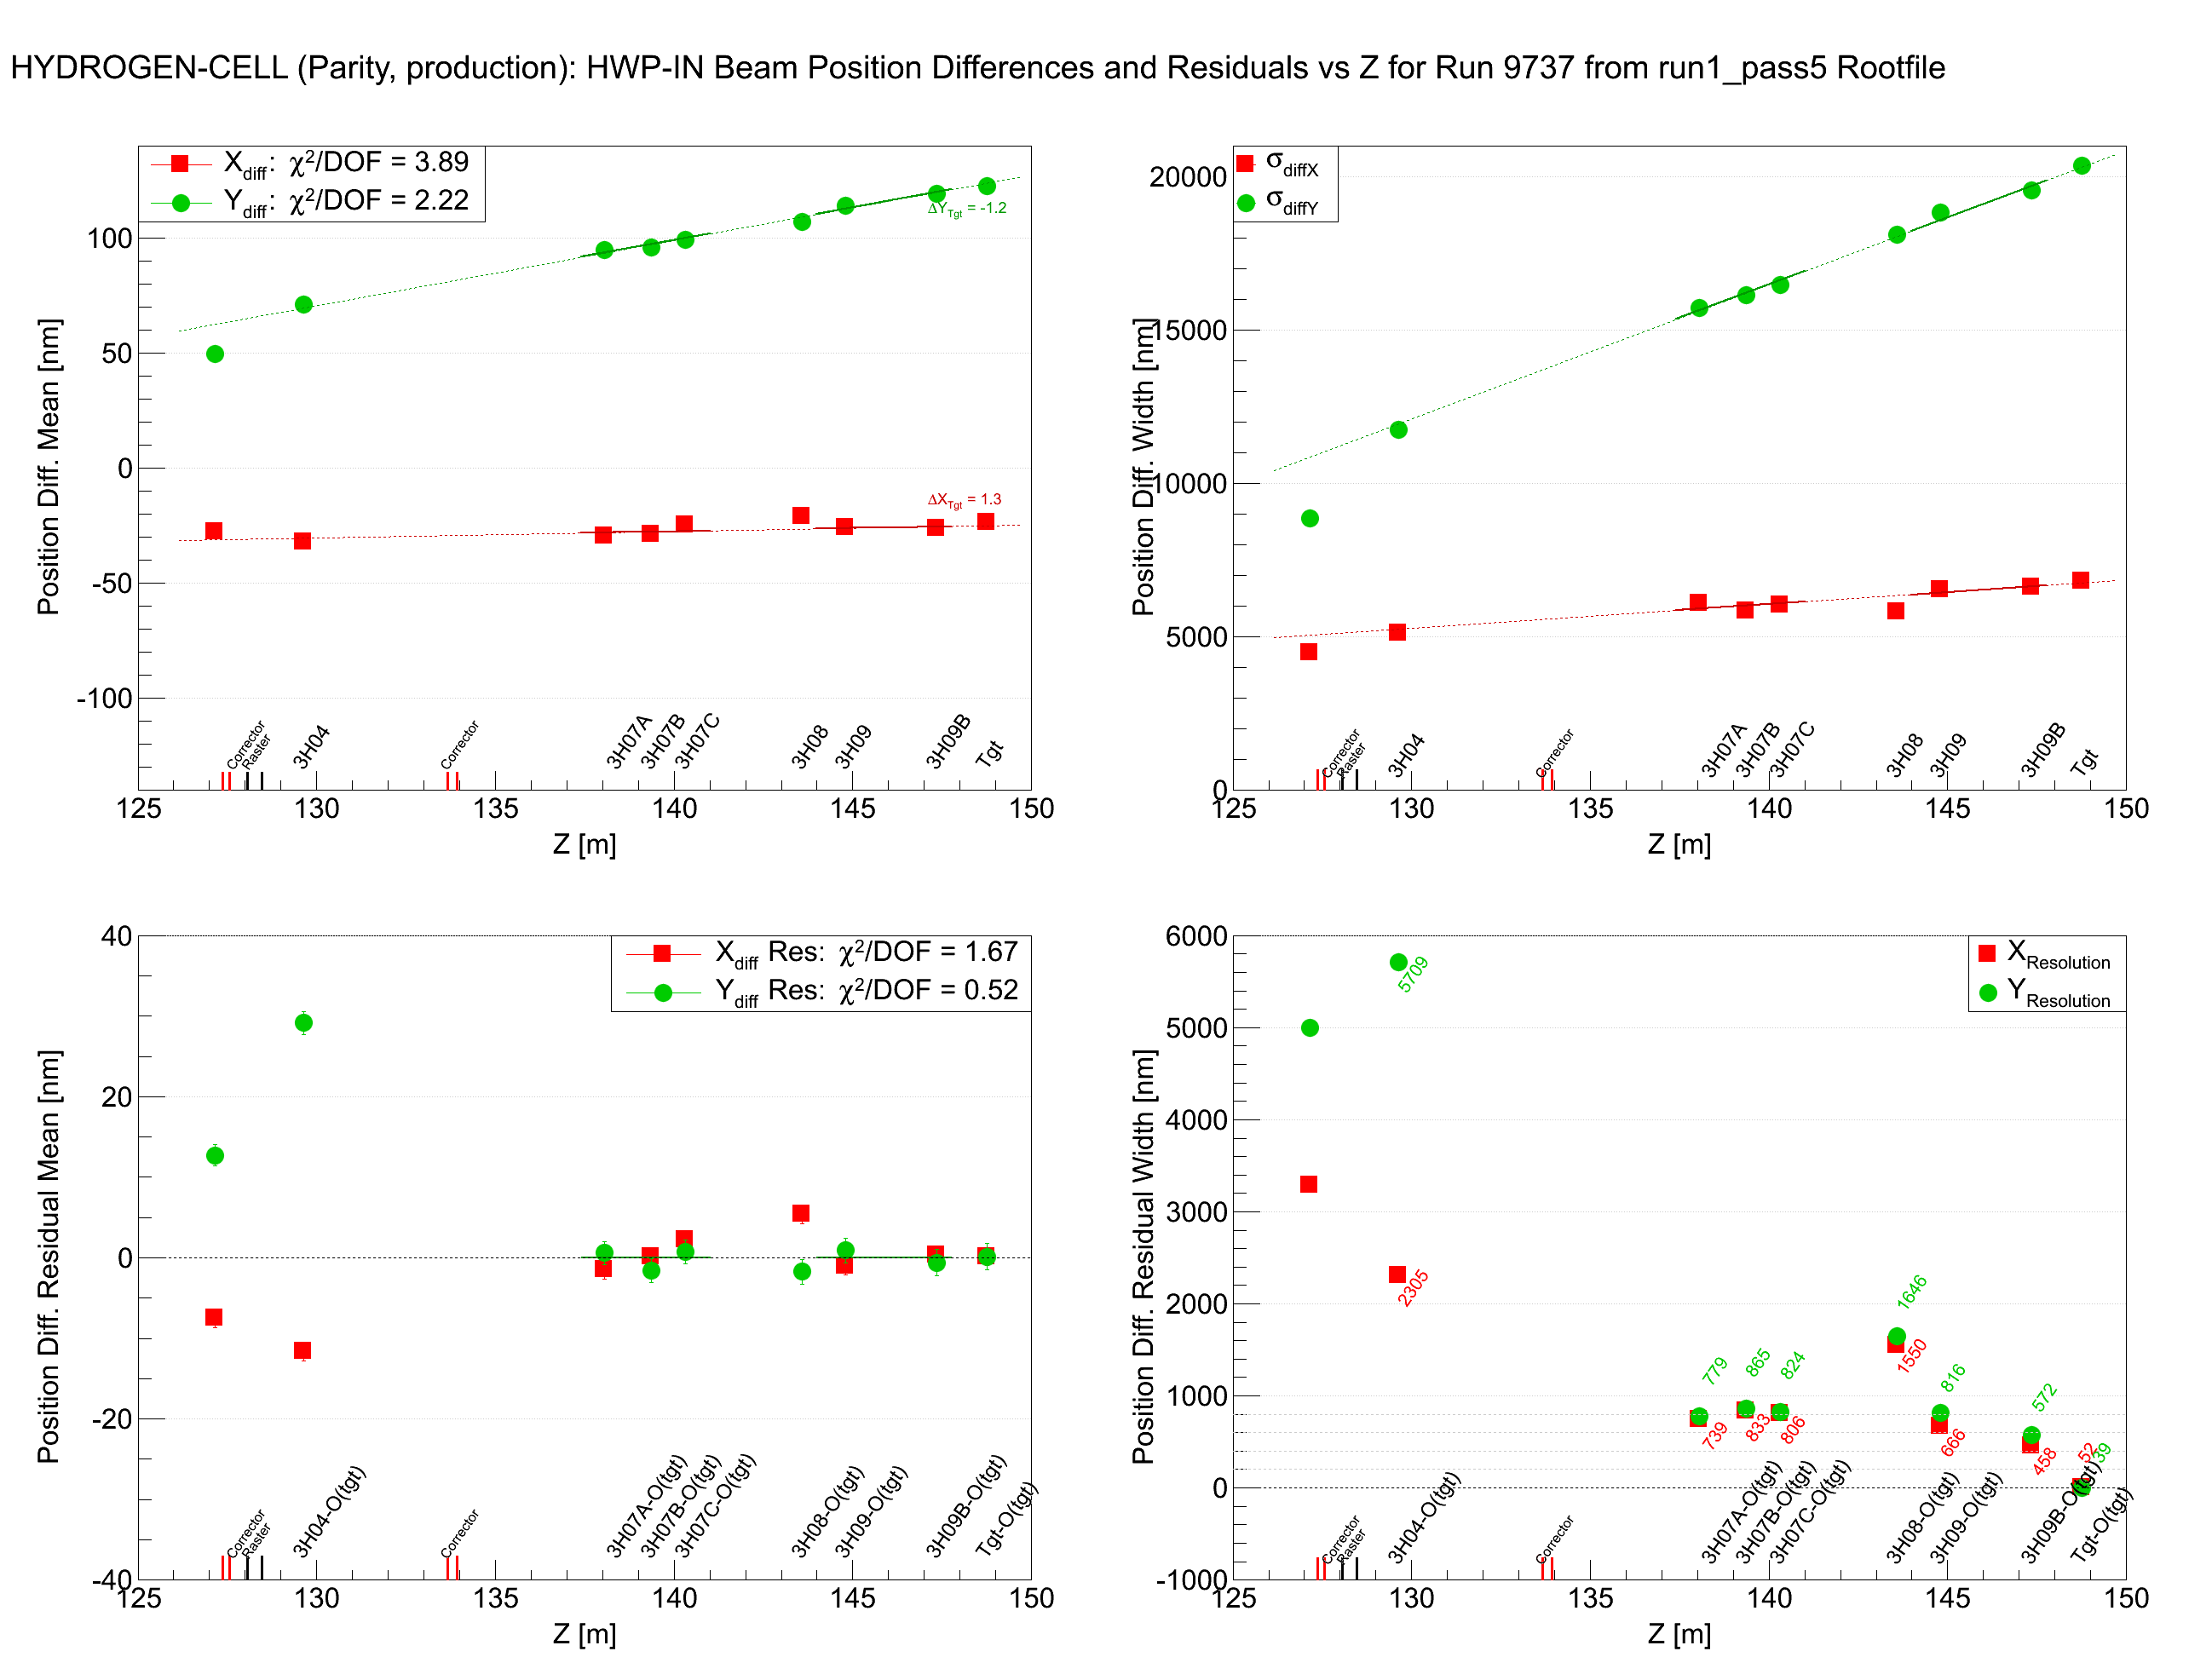 HYDROGEN-CELL (Parity, production): HWP-IN Beam Position Differences and Residuals vs Z for Run 9737 from run1_pass5 Rootfile
Xdiff: χ²/DOF = 3.89
Ydiff: χ²/DOF = 2.22
ΔYTgt = -1.2
ΔXTgt = 1.3
Position Diff. Mean [nm]
100
50
0
-50
-100
Corrector
Raster
3H04
Corrector
3H07A
3H07B
3H07C
3H08
3H09
3H09B
Tgt
125 130 135 140 145 150
Z [m]
σdiffX
σdiffY
Position Diff. Width [nm]
20000
15000
10000
5000
0
Corrector
Raster
3H04
Corrector
3H07A
3H07B
3H07C
3H08
3H09
3H09B
Tgt
125 130 135 140 145 150
Z [m]
Xdiff Res: χ²/DOF = 1.67
Ydiff Res: χ²/DOF = 0.52
Position Diff. Residual Mean [nm]
40
20
0
-20
-40
Corrector
Raster
3H04-O(tgt)
Corrector
3H07A-O(tgt)
3H07B-O(tgt)
3H07C-O(tgt)
3H08-O(tgt)
3H09-O(tgt)
3H09B-O(tgt)
Tgt-O(tgt)
125 130 135 140 145 150
Z [m]
XResolution
YResolution
Position Diff. Residual Width [nm]
6000
5000
4000
3000
2000
1000
0
-1000
5709
2305
779
865
824
739
833
806
1646
1550
816
666
572
458
52
39
Corrector
Raster
3H04-O(tgt)
Corrector
3H07A-O(tgt)
3H07B-O(tgt)
3H07C-O(tgt)
3H08-O(tgt)
3H09-O(tgt)
3H09B-O(tgt)
Tgt-O(tgt)
125 130 135 140 145 150
Z [m]